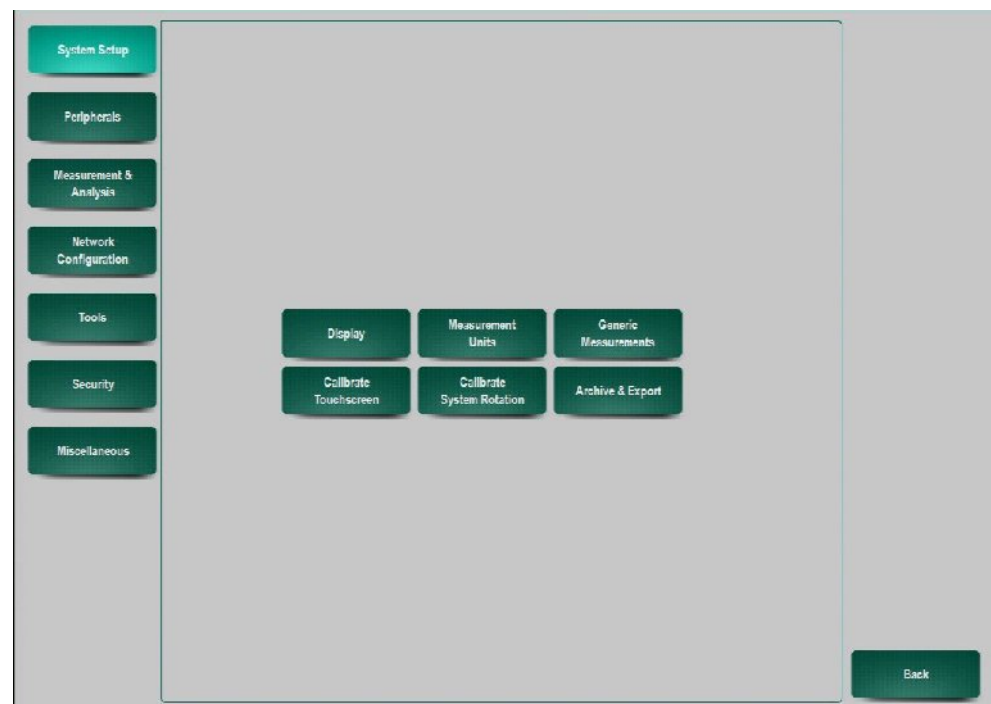 System Setup
Peripherals
Measurement &
Analysis
Network
Configuration
Tools
Security
Miscellaneous
Display
Measurement
Units
Generic
Measurements
Calibrate
Touchscreen
Calibrate
System Rotation
Archive & Export
Back